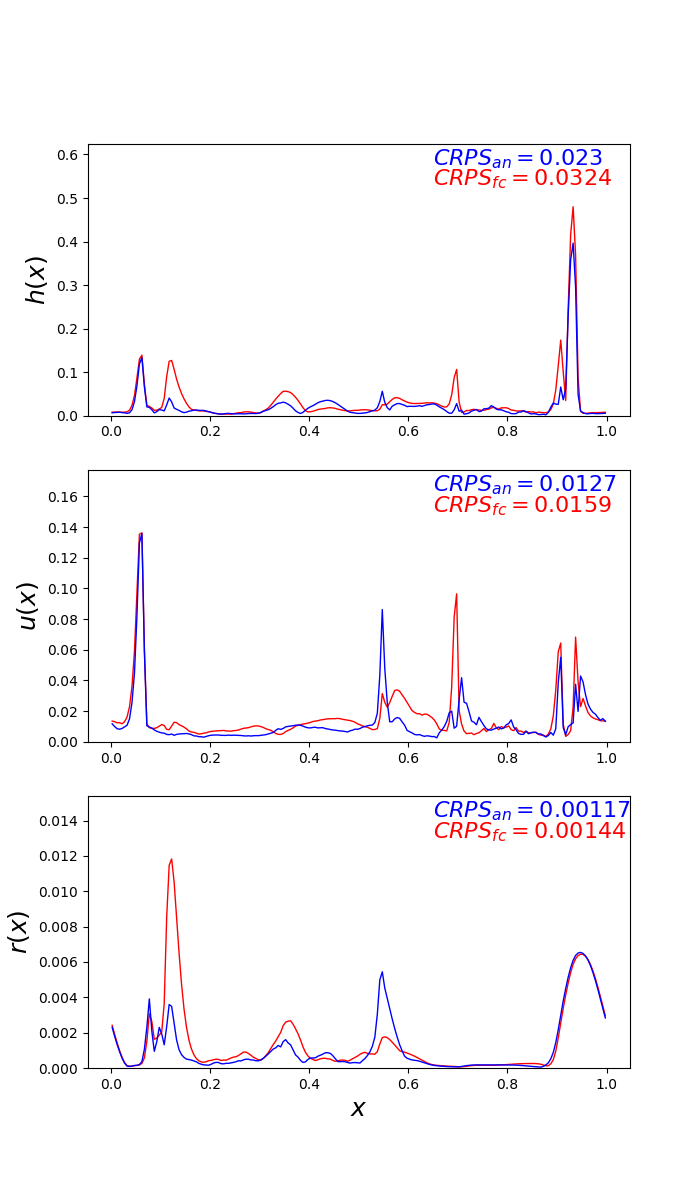 CRPS_an = 0.023
CRPS_fc = 0.0324
0.6
0.5
0.4
0.3
0.2
0.1
0.0
h(x)
0.0 0.2 0.4 0.6 0.8 1.0
CRPS_an = 0.0127
CRPS_fc = 0.0159
0.16
0.14
0.12
0.10
0.08
0.06
0.04
0.02
0.00
u(x)
0.0 0.2 0.4 0.6 0.8 1.0
CRPS_an = 0.00117
CRPS_fc = 0.00144
0.014
0.012
0.010
0.008
0.006
0.004
0.002
0.000
r(x)
0.0 0.2 0.4 0.6 0.8 1.0
x